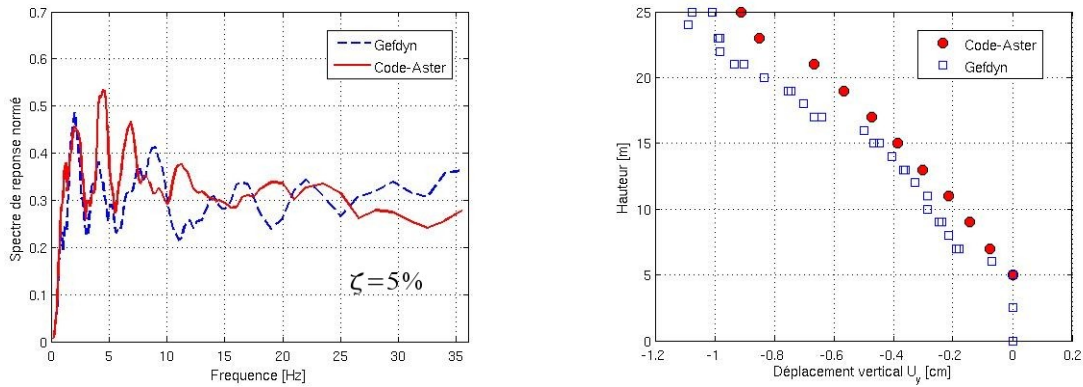 0.7
0.6
0.5
0.4
0.3
0.2
0.1
0
Spectre de reponse normé
Gefdyn
Code-Aster
ζ=5%
0 5 10 15 20 25 30 35
Frequence [Hz]
25
20
15
10
5
0
Hauteur [m]
Code-Aster
Gefdyn
-1.2 -1 -0.8 -0.6 -0.4 -0.2 0 0.2
Déplacement vertical Uy [cm]